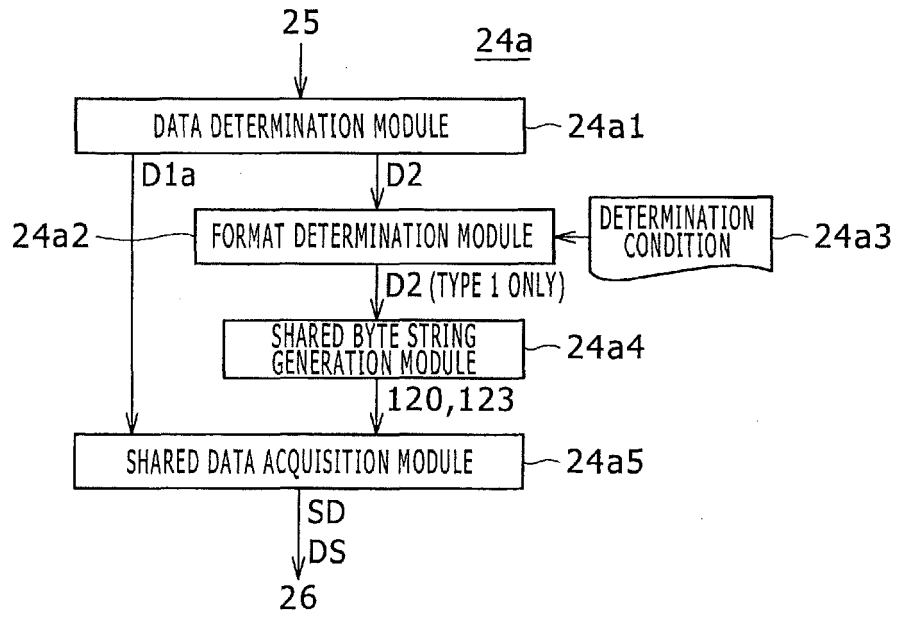 25
24a
DATA DETERMINATION MODULE
24a1
D1a
D2
24a2
FORMAT DETERMINATION MODULE
DETERMINATION
CONDITION
24a3
D2 (TYPE 1 ONLY)
SHARED BYTE STRING
GENERATION MODULE
24a4
120,123
SHARED DATA ACQUISITION MODULE
24a5
SD
DS
26